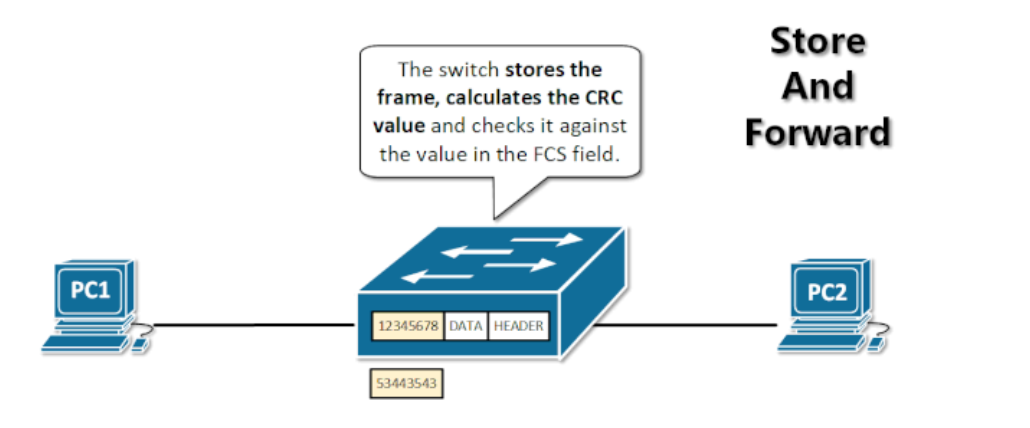 Store
And
Forward
The switch stores the
frame, calculates the CRC
value and checks it against
the value in the FCS field.
PC1
PC2
12345678 DATA HEADER
53443543